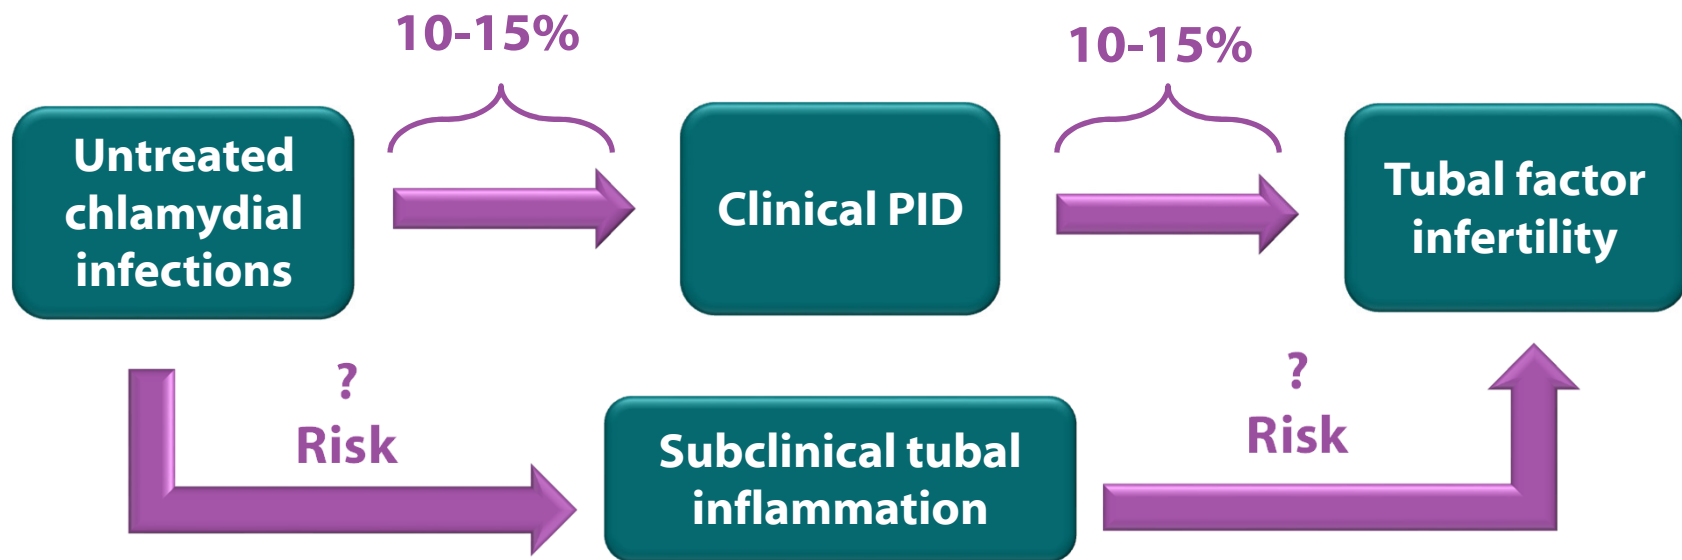 10-15%
10-15%
Untreated
chlamydial
infections
Clinical PID
Tubal factor
infertility
?
Risk
Subclinical tubal
inflammation
?
Risk